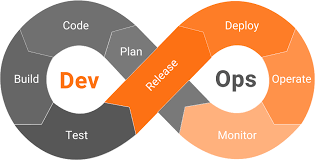 Code
Plan
Build
Dev
Test
Release
Deploy
Ops
Operate
Monitor